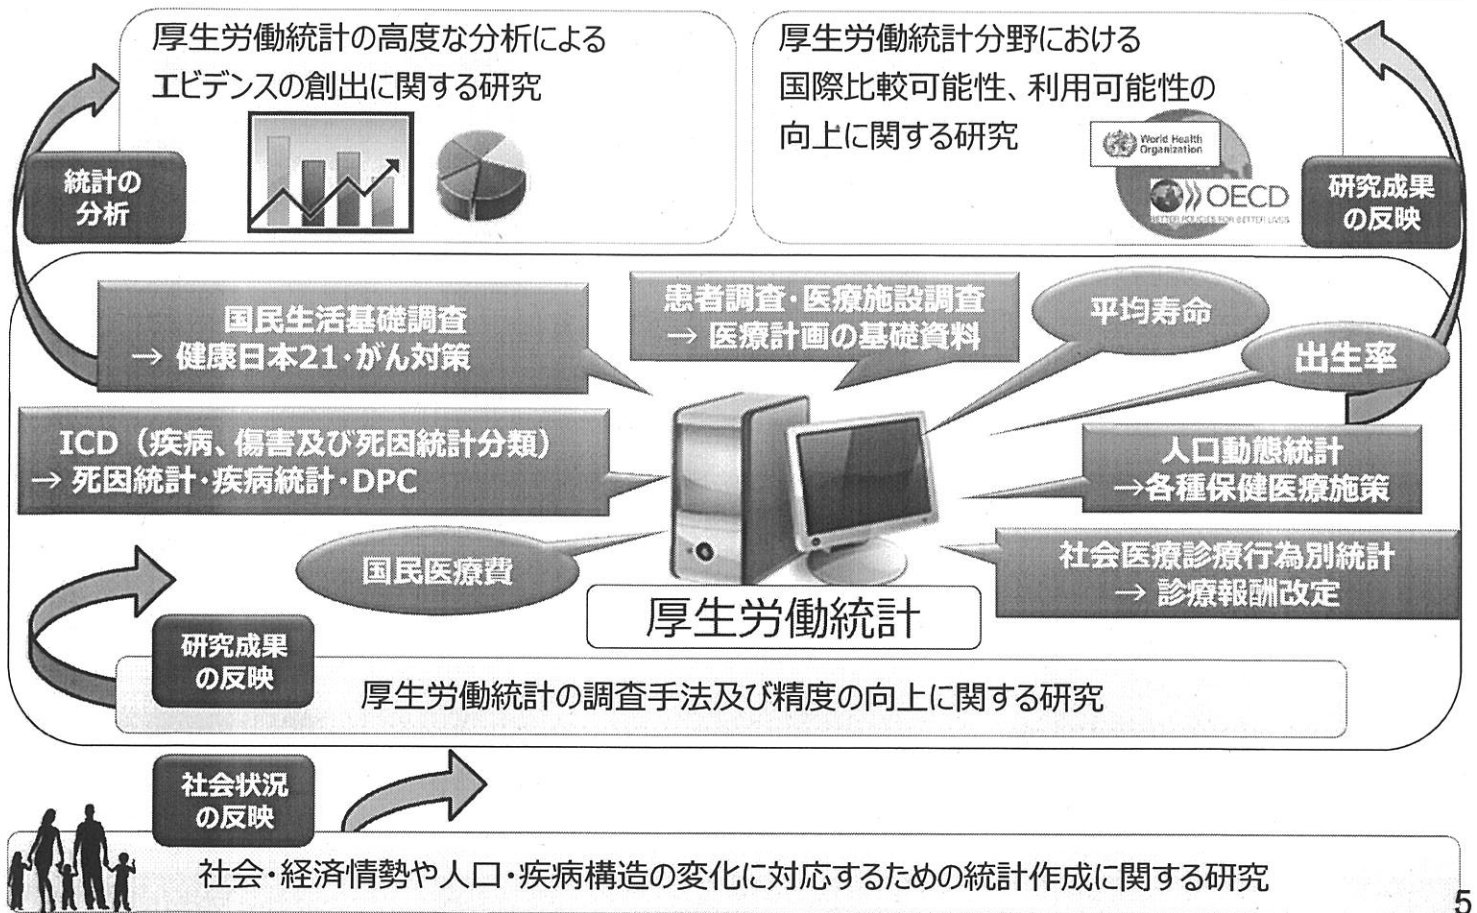 厚生労働統計の高度な分析による
エビデンスの創出に関する研究
厚生労働統計分野における
国際比較可能性、利用可能性の
向上に関する研究
World Health
Organization
OECD
BETTER POLICIES FOR BETTER LIVES
統計の
分析
研究成果
の反映
国民生活基礎調査
→ 健康日本21・がん対策
患者調査・医療施設調査
→ 医療計画の基礎資料
平均寿命
出生率
ICD（疾病、傷害及び死因統計分類）
→ 死因統計・疾病統計・DPC
人口動態統計
→各種保健医療施策
国民医療費
社会医療診療行為別統計
→ 診療報酬改定
厚生労働統計
研究成果
の反映
厚生労働統計の調査手法及び精度の向上に関する研究
社会状況
の反映
社会・経済情勢や人口・疾病構造の変化に対応するための統計作成に関する研究
5